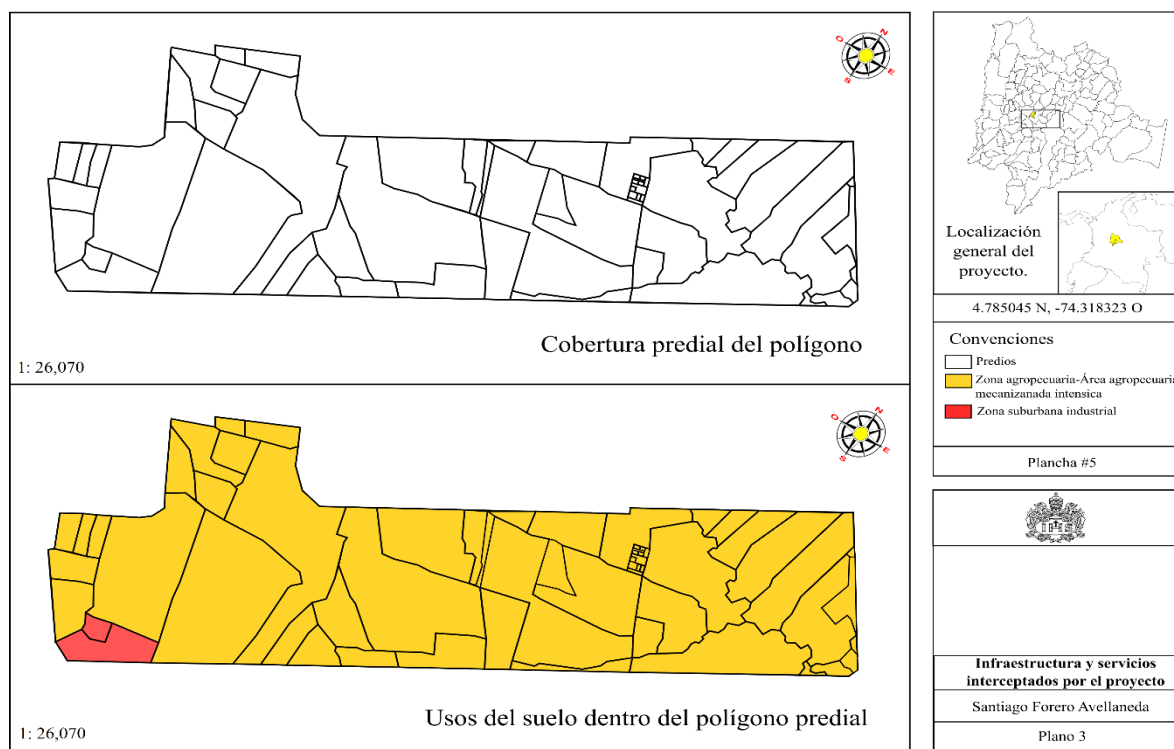 O
N
S
E
Cobertura predial del polígono
1: 26,070
O
N
S
E
Usos del suelo dentro del polígono predial
1: 26,070
Localización
general del
proyecto.
4.785045 N, -74.318323 O
Convenciones
Predios
Zona agropecuaria-Área agropecuaria
mecanizanada intensica
Zona suburbana industrial
Plancha #5
IHS
Infraestructura y servicios
interceptados por el proyecto
Santiago Forero Avellaneda
Plano 3